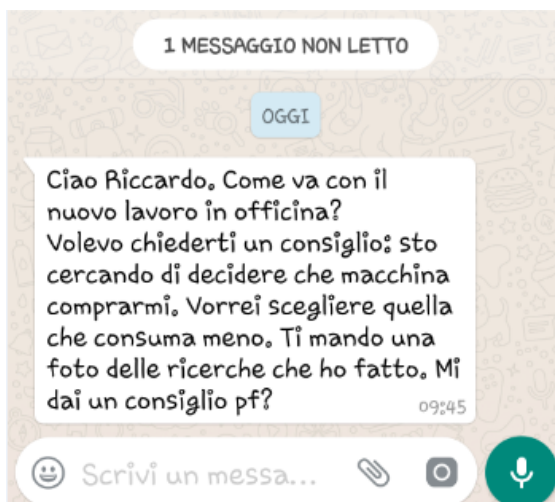 1 MESSAGGIO NON LETTO
OGGI
Ciao Riccardo. Come va con il
nuovo lavoro in officina?
Volevo chiederti un consiglio: sto
cercando di decidere che macchina
comprarmi. Vorrei scegliere quella
che consuma meno. Ti mando una
foto delle ricerche che ho fatto. Mi
dai un consiglio pf?
09:45
Scrivi un messa...